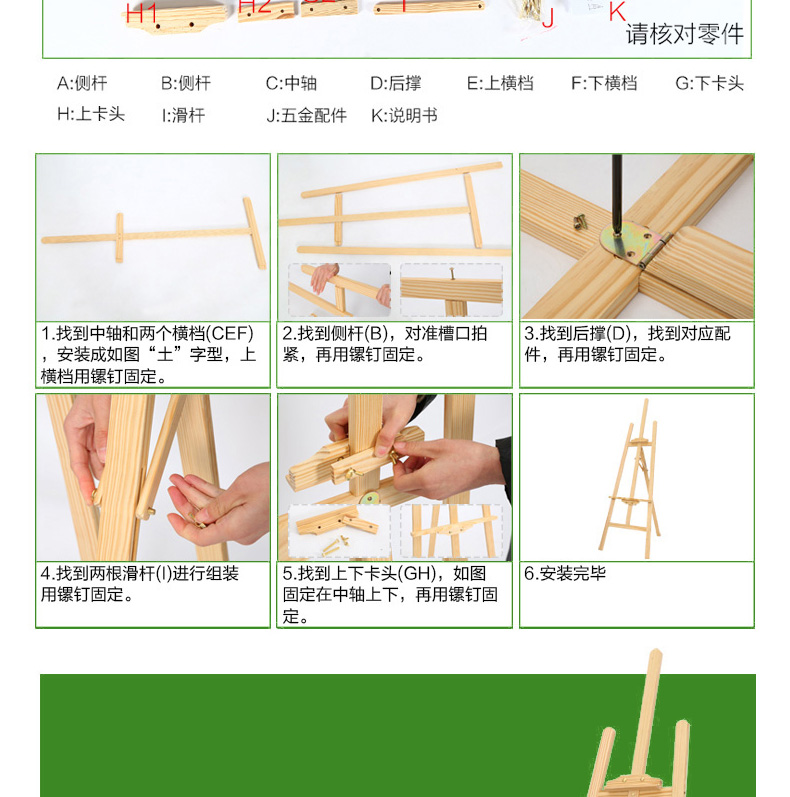 H1
H2
J
K
请核对零件
A:侧杆 B:侧杆 C:中轴 D:后撑 E:上横档 F:下横档 G:下卡头
H:上卡头 I:滑杆 J:五金配件 K:说明书
1.找到中轴和两个横档(CEF)
，安装成如图“土”字型，上
横档用镙钉固定。
2.找到侧杆(B)，对准槽口拍
紧，再用镙钉固定。
3.找到后撑(D)，找到对应配
件，再用镙钉固定。
4.找到两根滑杆(I)进行组装
用镙钉固定。
5.找到上下卡头(GH)，如图
固定在中轴上下，再用镙钉固
定。
6.安装完毕